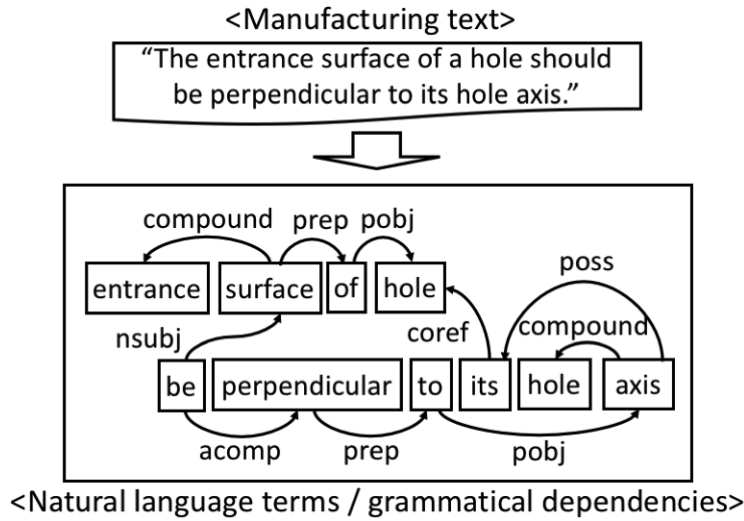 <Manufacturing text>
“The entrance surface of a hole should
be perpendicular to its hole axis.”
compound prep pobj
entrance surface of hole
poss
nsubj coref compound
be perpendicular to its hole axis
acomp prep pobj
<Natural language terms / grammatical dependencies>